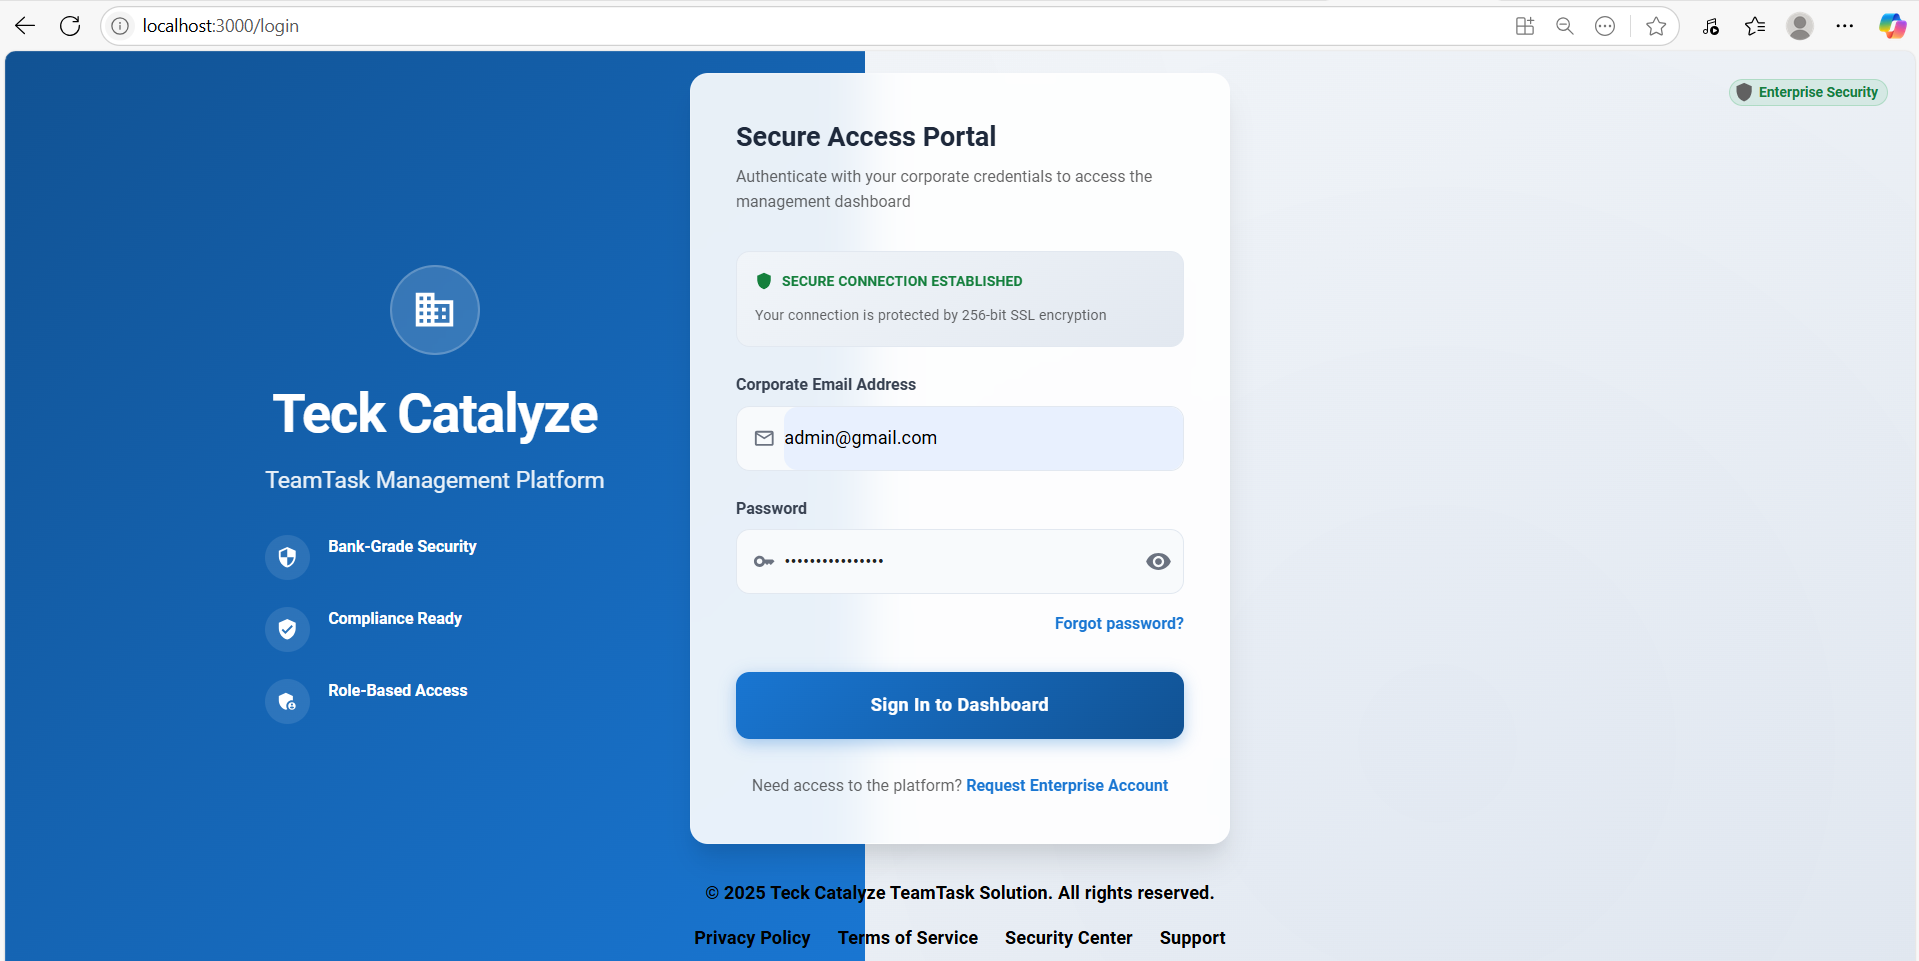 localhost:3000/login
Enterprise Security
Teck Catalyze
TeamTask Management Platform
Bank-Grade Security
Compliance Ready
Role-Based Access
Secure Access Portal
Authenticate with your corporate credentials to access the
management dashboard
SECURE CONNECTION ESTABLISHED
Your connection is protected by 256-bit SSL encryption
Corporate Email Address
admin@gmail.com
Password
••••••••••••••••
Forgot password?
Sign In to Dashboard
Need access to the platform? Request Enterprise Account
© 2025 Teck Catalyze TeamTask Solution. All rights reserved.
Privacy Policy Terms of Service Security Center Support